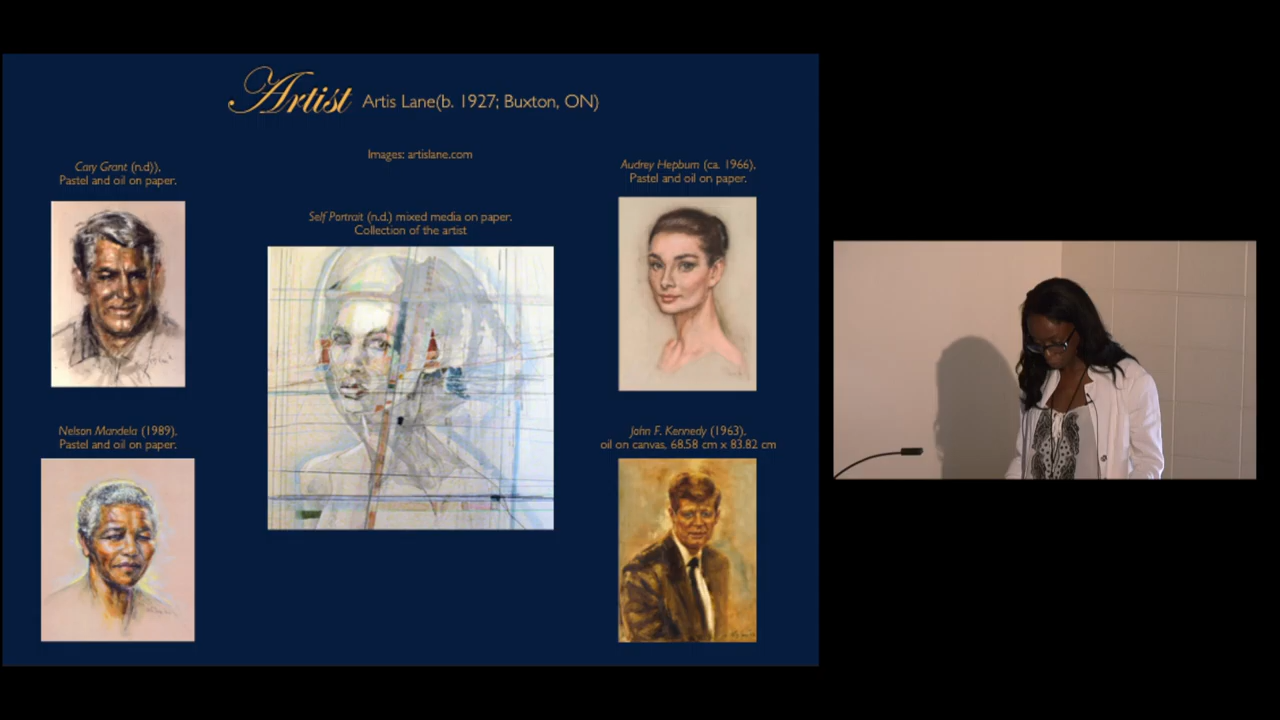 Artist Artis Lane(b. 1927; Buxton, ON)
Images: artislane.com
Cary Grant (n.d)),
Pastel and oil on paper.
Audrey Hepburn (ca. 1966),
Pastel and oil on paper.
Self Portrait (n.d.) mixed media on paper.
Collection of the artist
Nelson Mandela (1989),
Pastel and oil on paper.
John F. Kennedy (1963),
oil on canvas, 68.58 cm x 83.82 cm